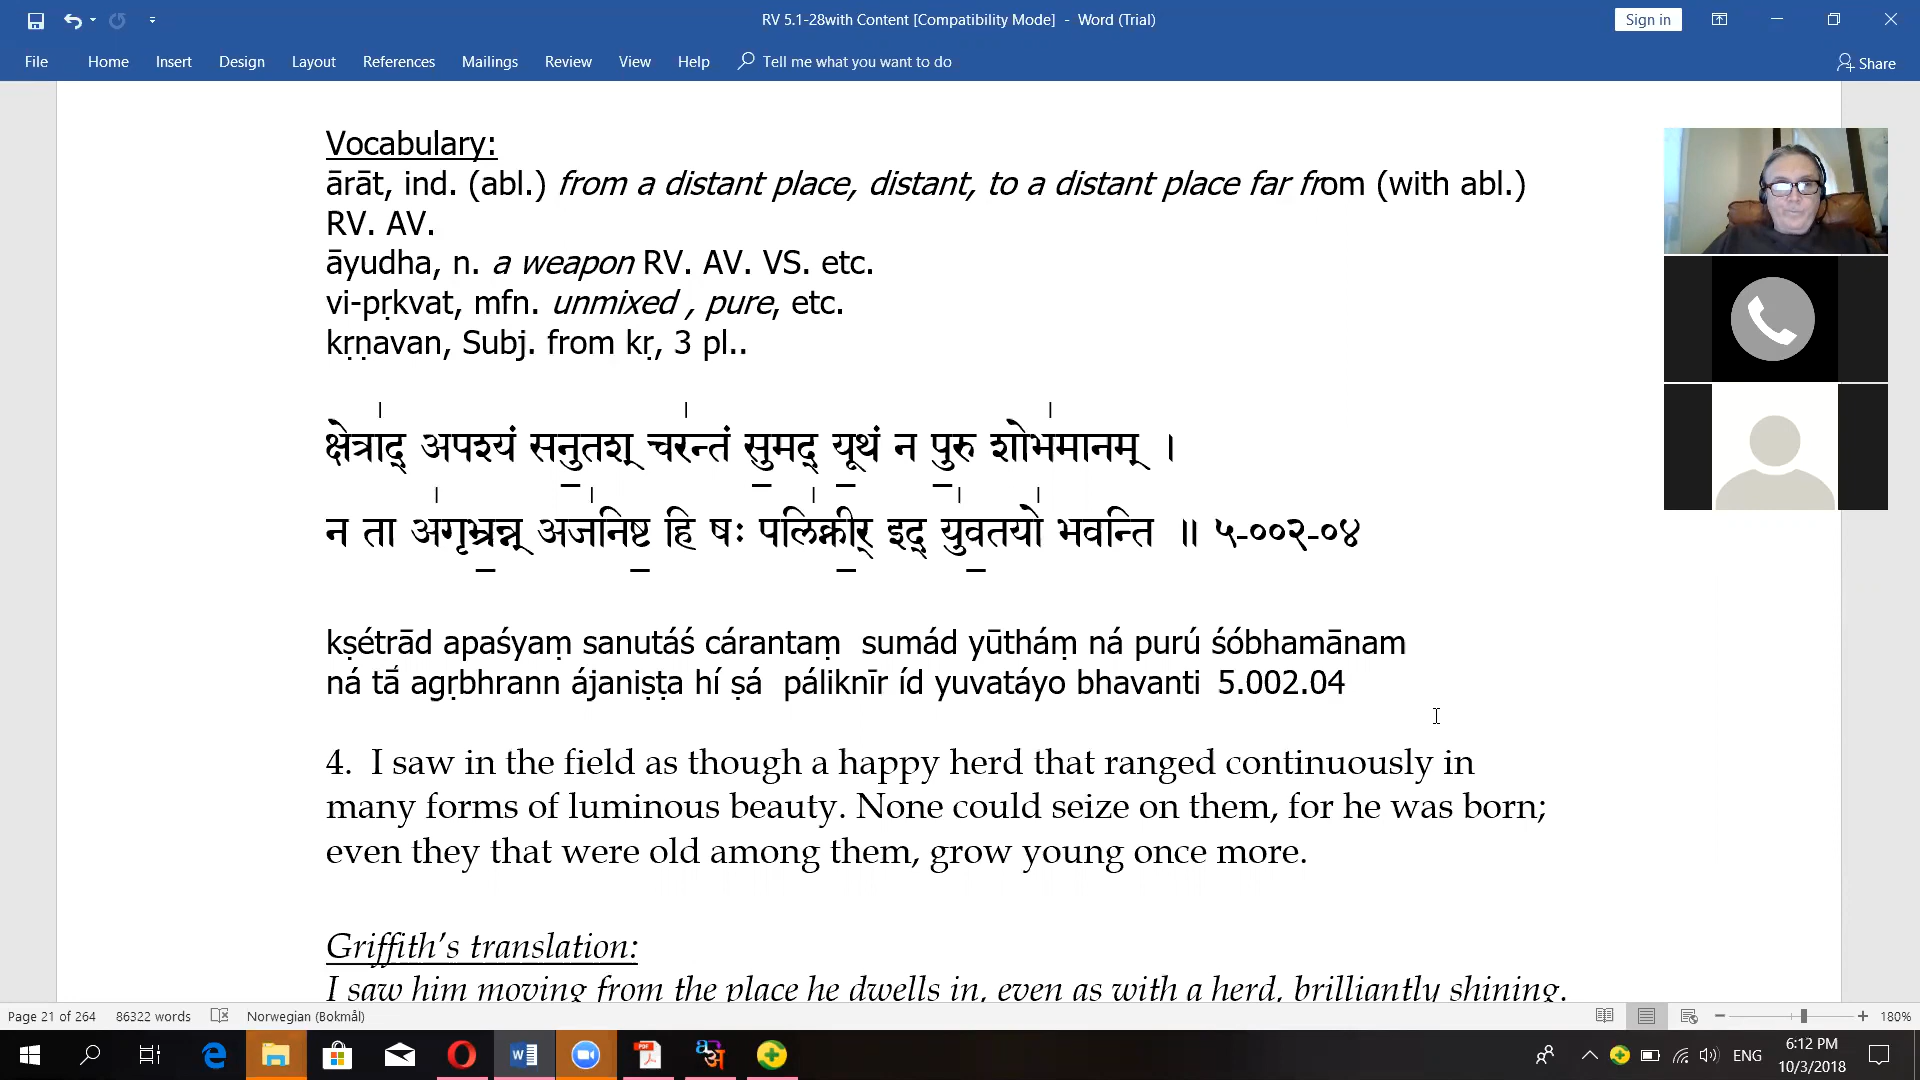 RV 5.1-28with Content [Compatibility Mode] - Word (Trial)
Sign in
File Home Insert Design Layout References Mailings Review View Help Tell me what you want to do
Share
Vocabulary:
ārāt, ind. (abl.) from a distant place, distant, to a distant place far from (with abl.)
RV. AV.
āyudha, n. a weapon RV. AV. VS. etc.
vi-pṛkvat, mfn. unmixed , pure, etc.
kṛṇavan, Subj. from kṛ, 3 pl..
क्षेत्रा॑द् अपश्यं सनु॒तश् चर॑न्तं सु॒मद् यू॒थं न पु॒रु शोभ॑मानम् ।
न ता अ॑गृभ्र॒न्न् अज॑नि॒ष्ट हि षः पलि॑क्नी॒र् इद् यु॑व॒तयो॑ भवन्ति ॥ ५-००२-०४
kṣétrād apaśyaṃ sanutáś cárantaṃ sumád yūtháṃ ná purú śóbhamānam
ná tā́ agṛbhrann ájaniṣṭa hí ṣá páliknīr íd yuvatáyo bhavanti 5.002.04
4. I saw in the field as though a happy herd that ranged continuously in
many forms of luminous beauty. None could seize on them, for he was born;
even they that were old among them, grow young once more.
Griffith’s translation:
I saw him moving from the place he dwells in, even as with a herd, brilliantly shining.
Page 21 of 264 86322 words Norwegian (Bokmål) 180%
ENG
6:12 PM
10/3/2018